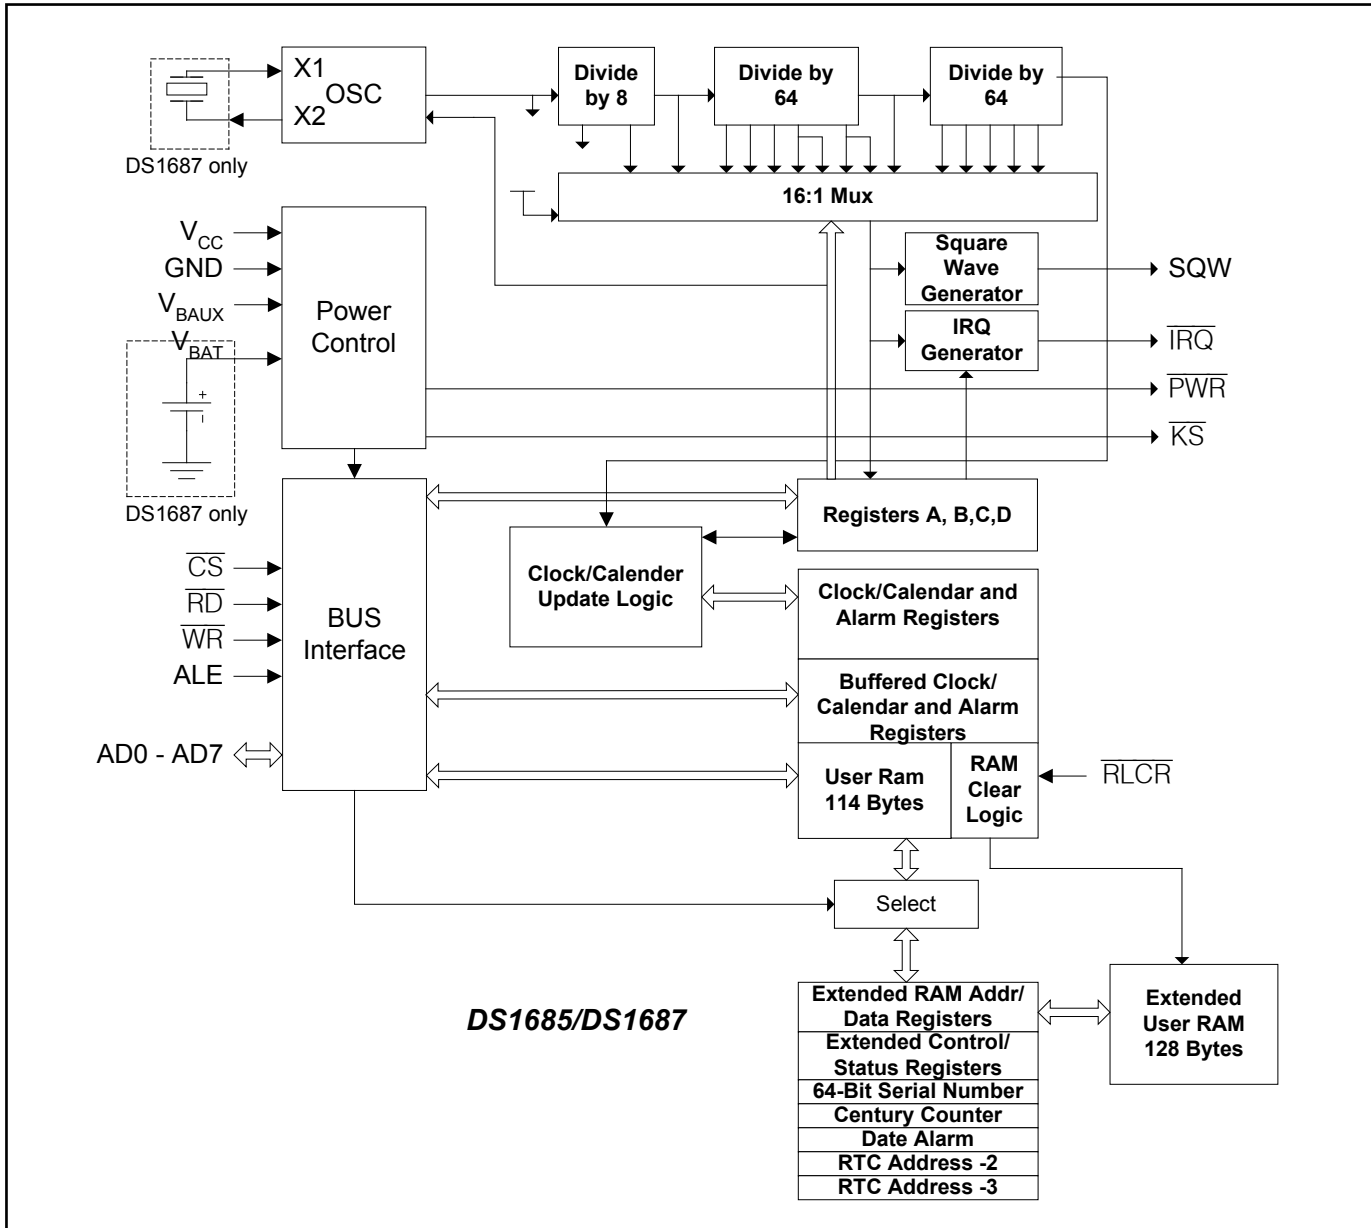 X1
OSC
X2
DS1687 only
Divide
by 8
Divide by
64
Divide by
64
16:1 Mux
VCC
GND
VBAUX
VBAT
+
DS1687 only
Power
Control
Square
Wave
Generator
IRQ
Generator
SQW
IRQ
PWR
KS
Registers A, B,C,D
CS
RD
WR
ALE
AD0 - AD7
BUS
Interface
Clock/Calender
Update Logic
Clock/Calendar and
Alarm Registers
Buffered Clock/
Calendar and Alarm
Registers
User Ram
114 Bytes
RAM
Clear
Logic
RLCR
Select
DS1685/DS1687
Extended RAM Addr/
Data Registers
Extended Control/
Status Registers
64-Bit Serial Number
Century Counter
Date Alarm
RTC Address -2
RTC Address -3
Extended
User RAM
128 Bytes